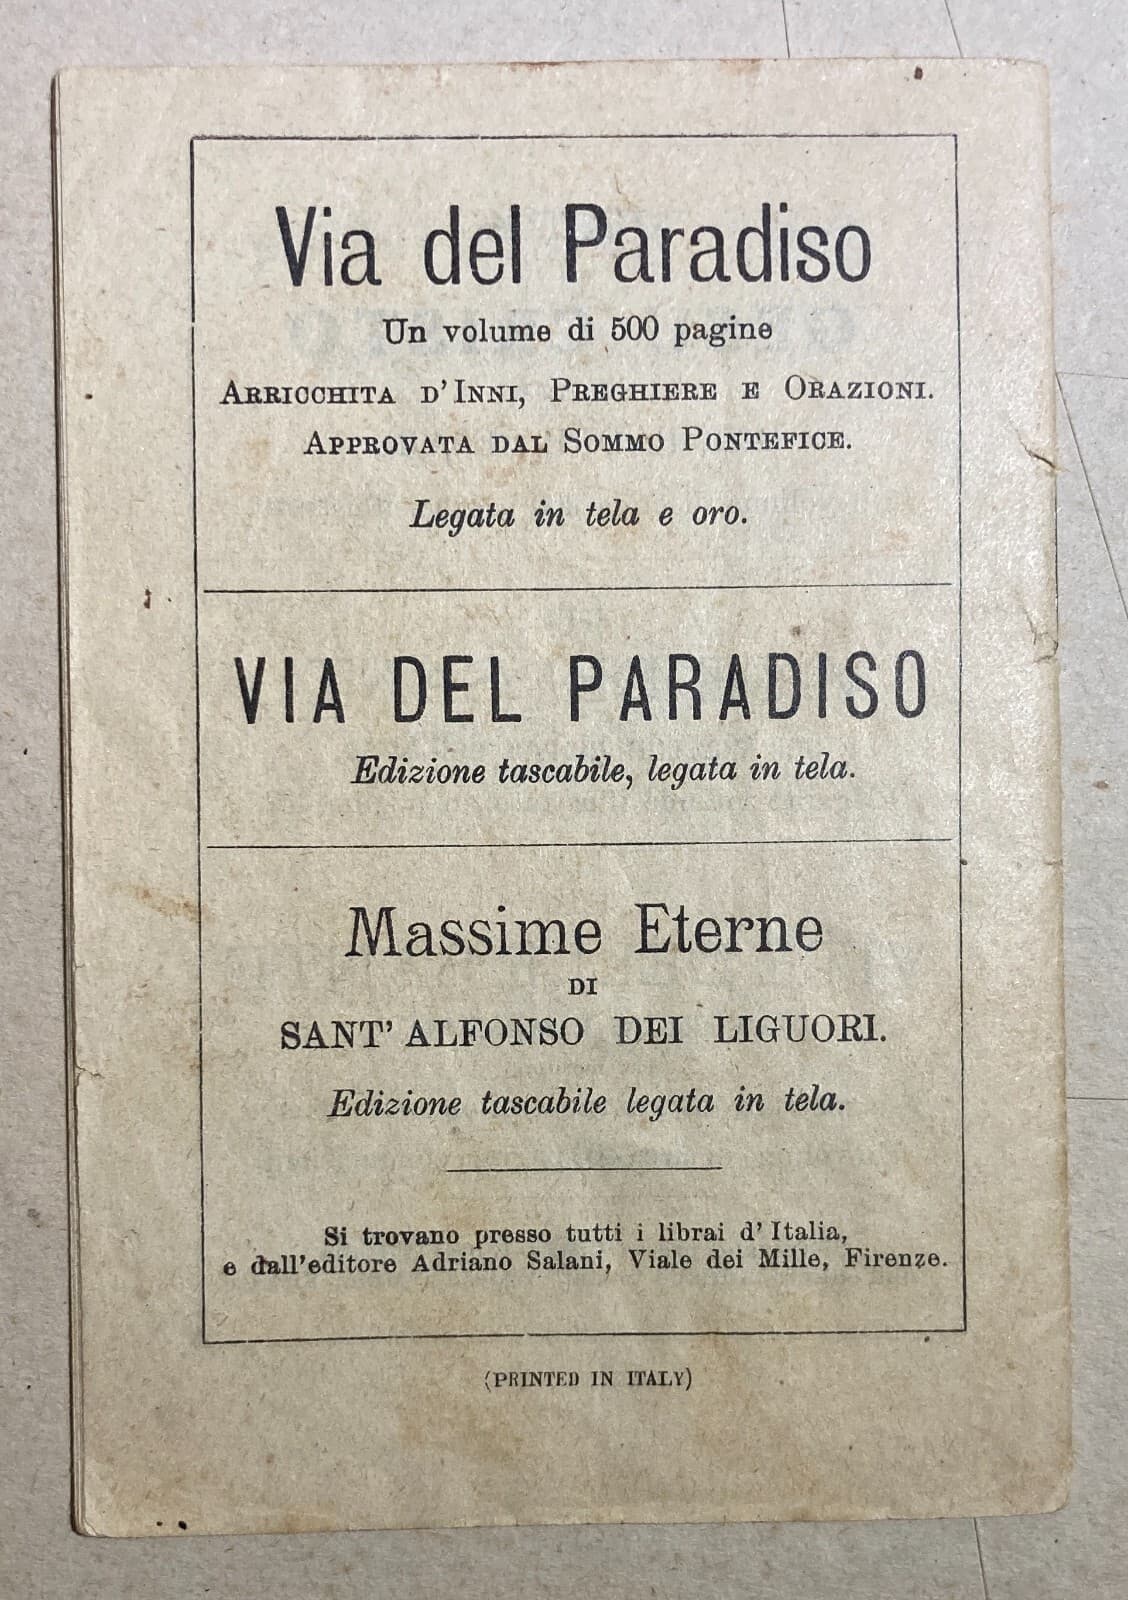 Via del Paradiso
Un volume di 500 pagine
ARRICCHITA D'INNI, PREGHIERE E ORAZIONI.
APPROVATA DAL SOMMO PONTEFICE.
Legata in tela e oro.
VIA DEL PARADISO
Edizione tascabile, legata in tela.
Massime Eterne
DI
SANT' ALFONSO DEI LIGUORI.
Edizione tascabile legata in tela.
Si trovano presso tutti i librai d' Italia,
e dall'editore Adriano Salani, Viale dei Mille, Firenze.
(PRINTED IN ITALY)